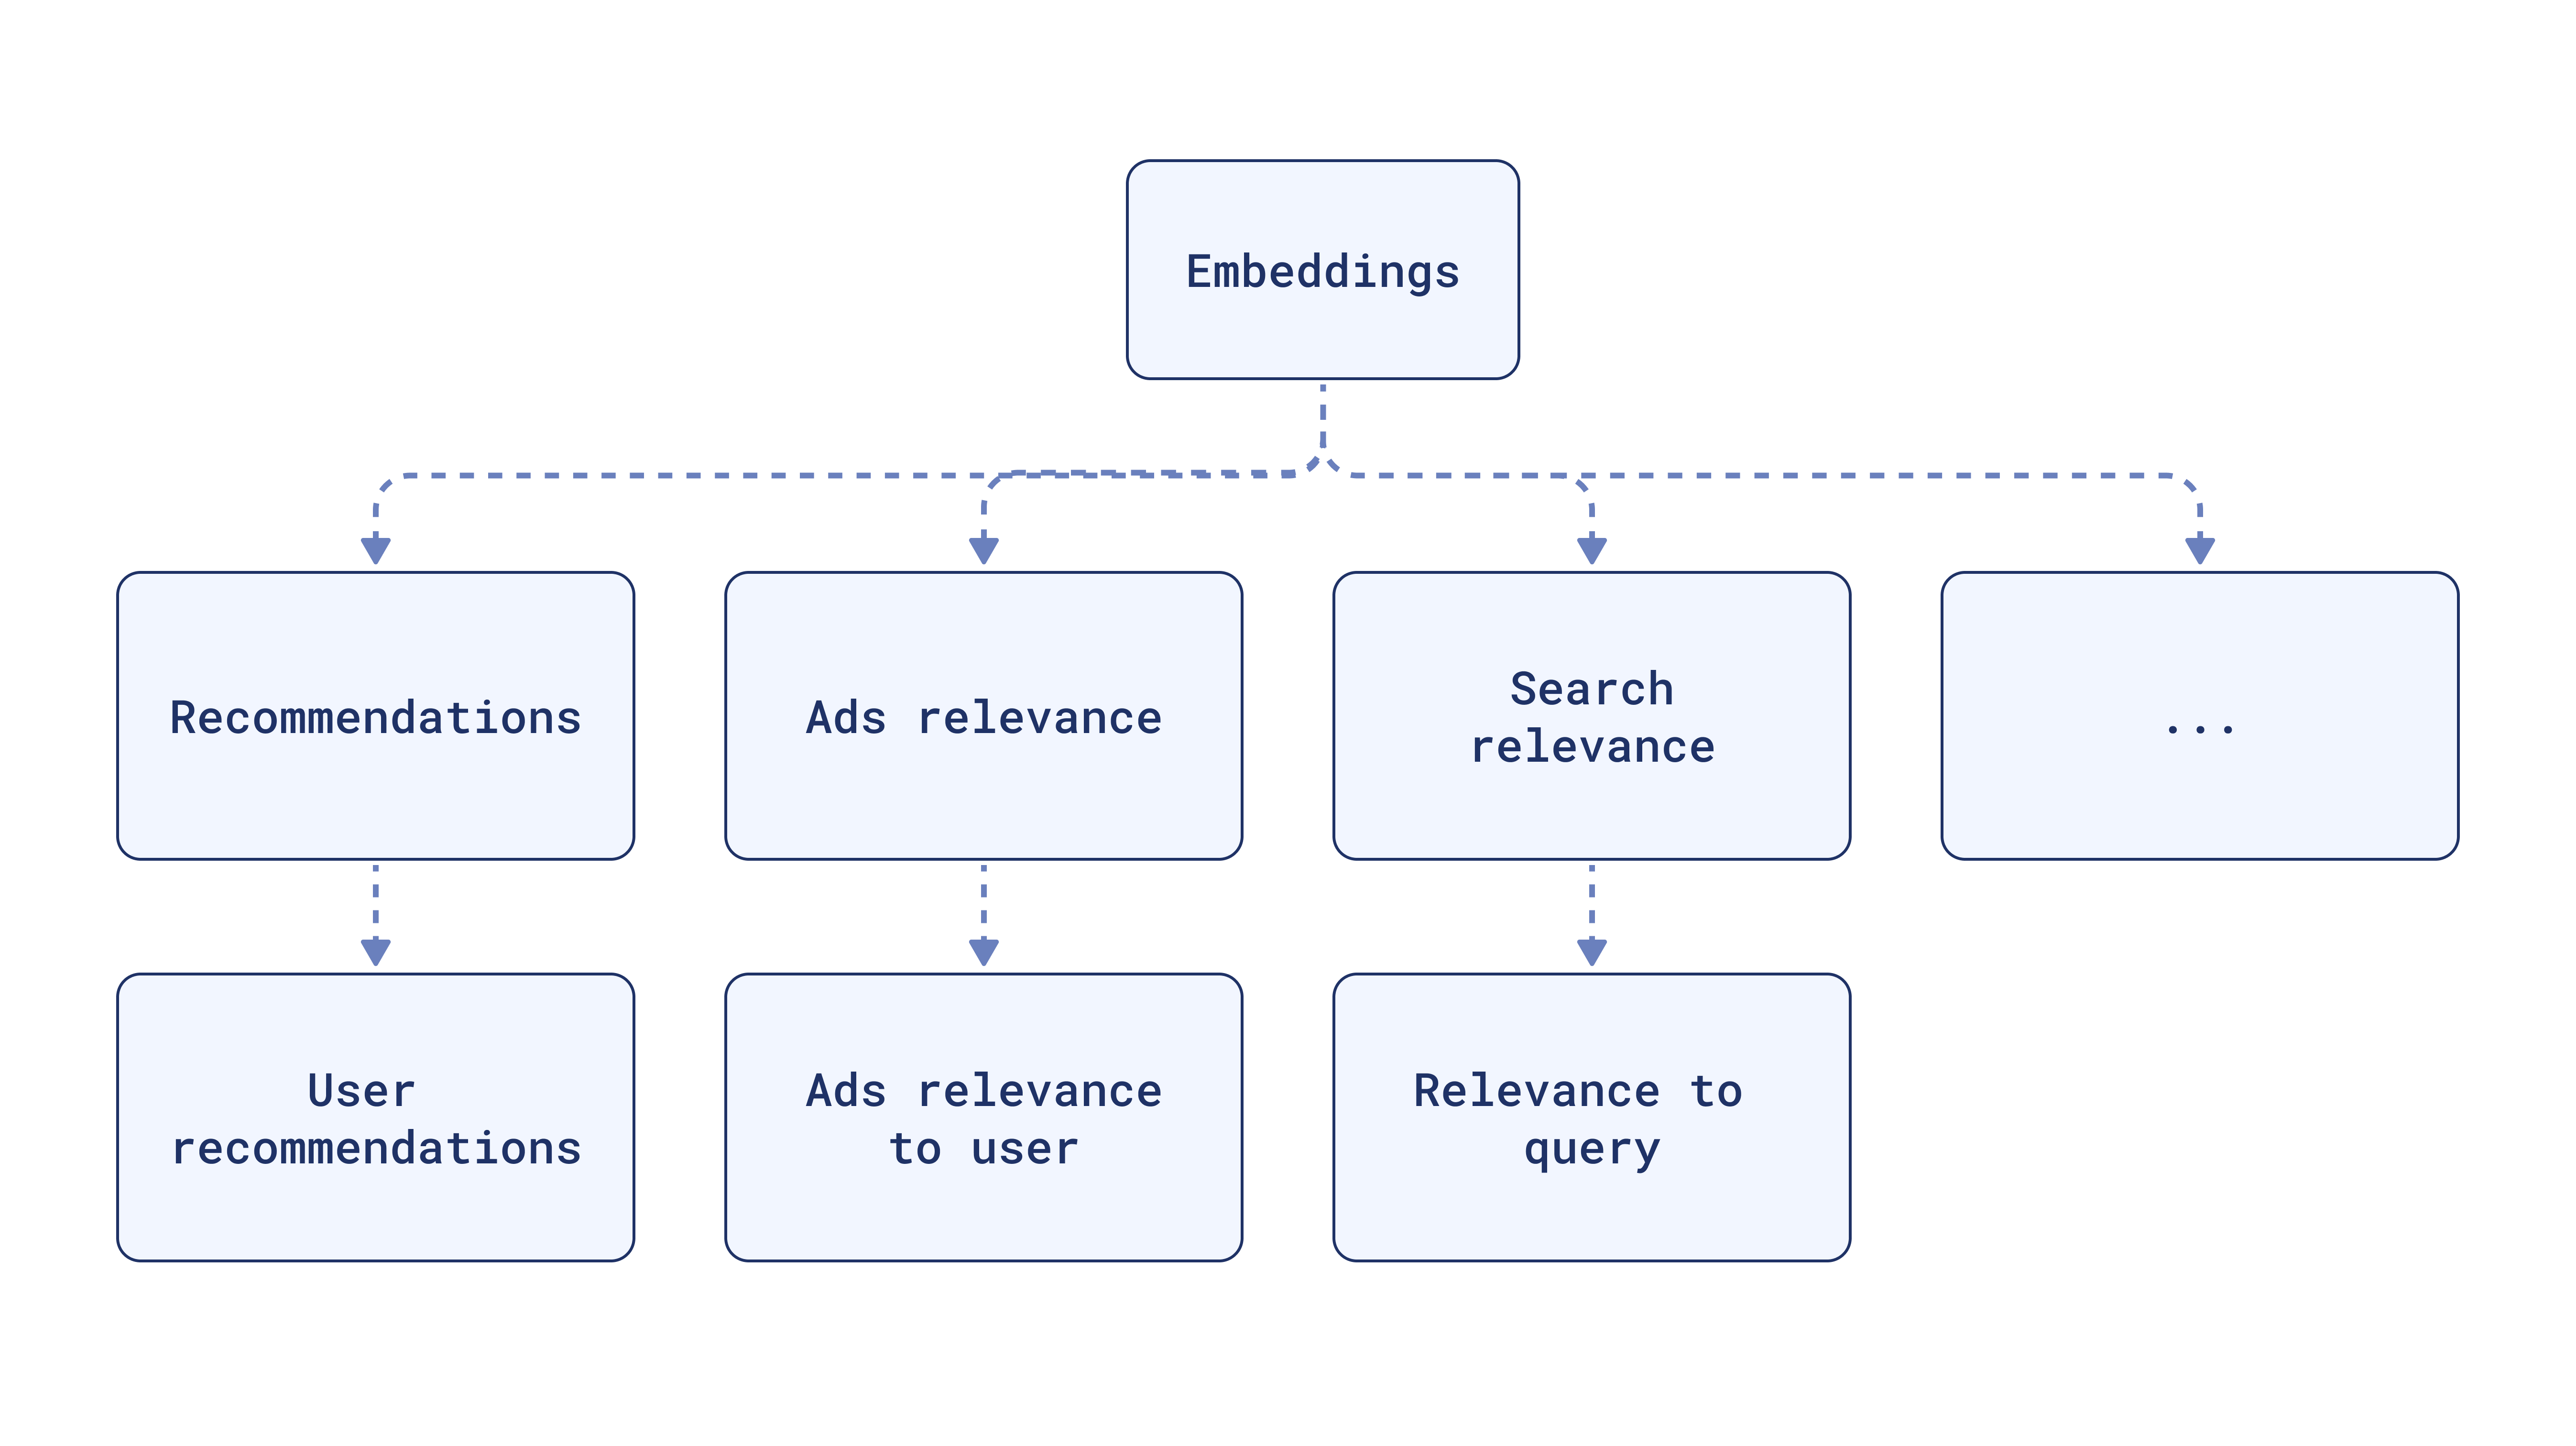 Embeddings
Recommendations
Ads relevance
Search
relevance
...
User
recommendations
Ads relevance
to user
Relevance to
query